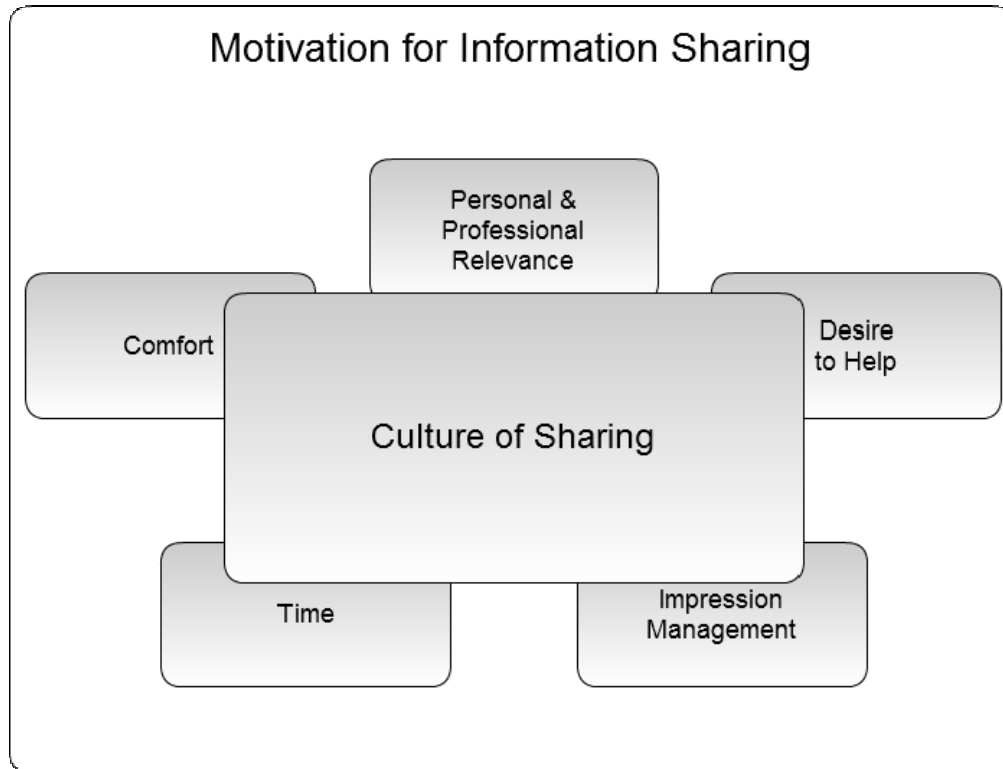 Motivation for Information Sharing
Personal &
Professional
Relevance
Comfort
Desire
to Help
Culture of Sharing
Time
Impression
Management